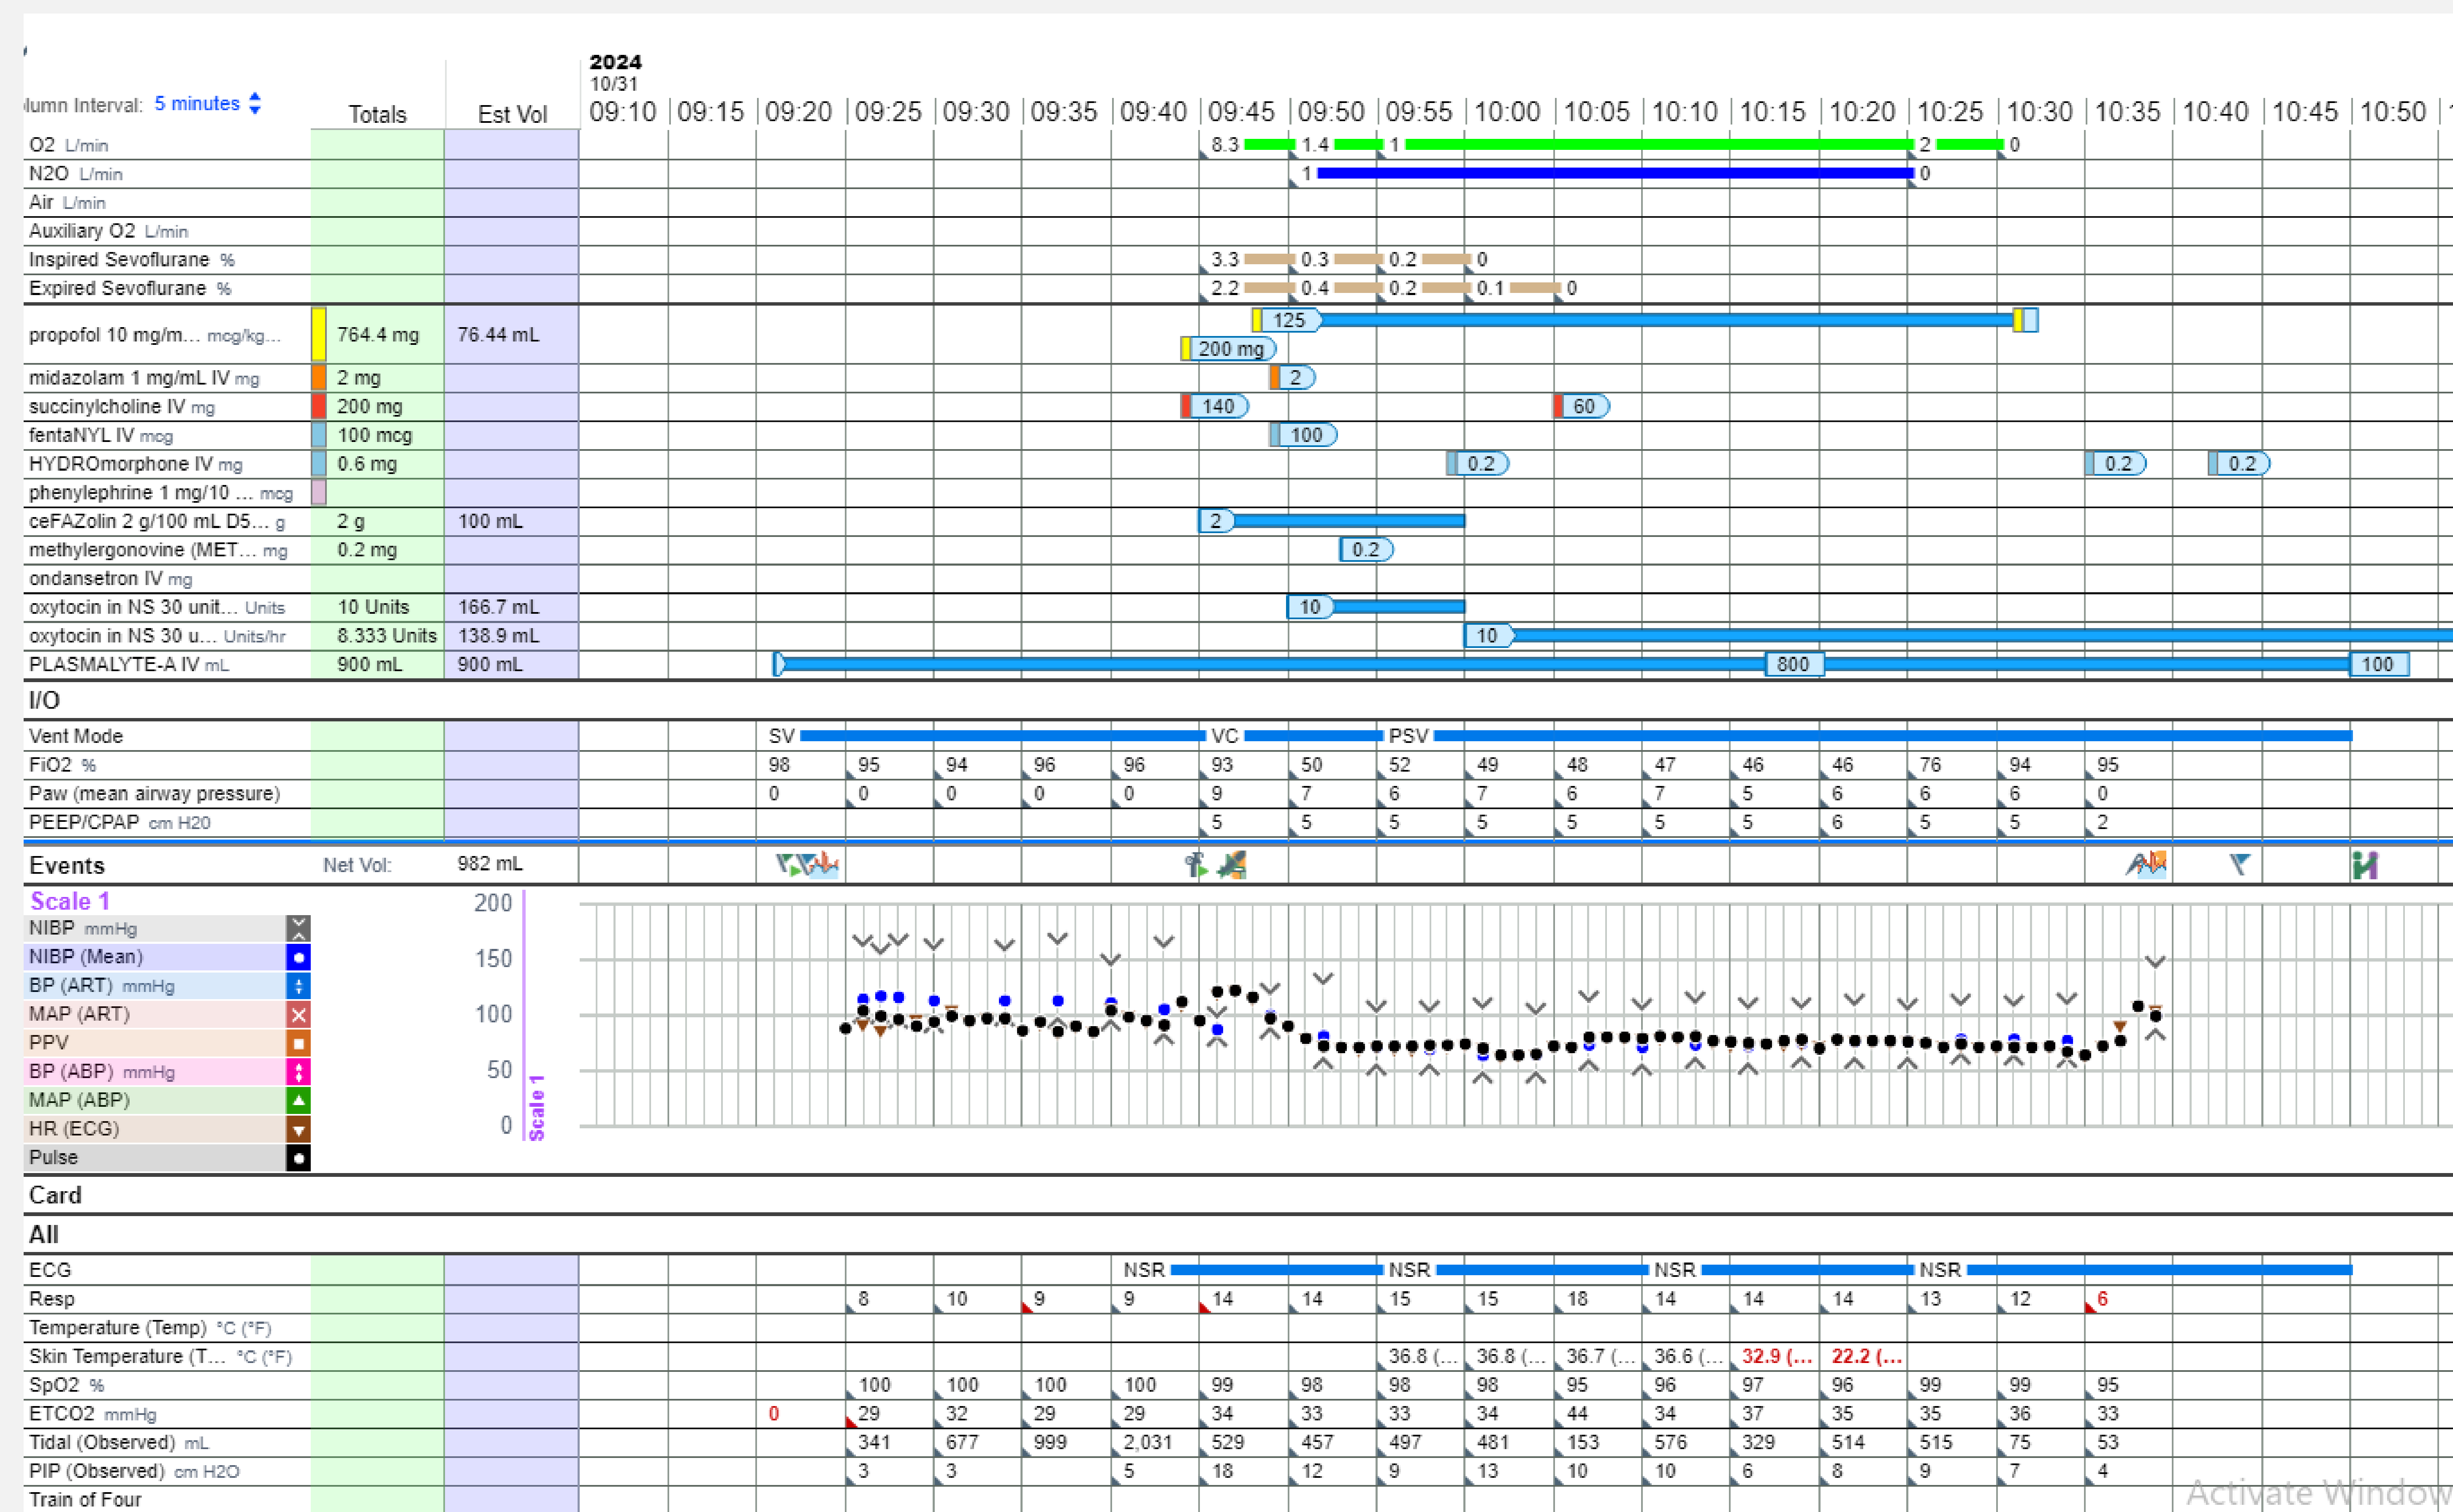 2024
10/31
lumn Interval: 5 minutes Totals Est Vol 09:10 09:15 09:20 09:25 09:30 09:35 09:40 09:45 09:50 09:55 10:00 10:05 10:10 10:15 10:20 10:25 10:30 10:35 10:40 10:45 10:50
O2 L/min 8.3 1.4 1 2 0
N2O L/min 1 0
Air L/min
Auxiliary O2 L/min
Inspired Sevoflurane % 3.3 0.3 0.2 0
Expired Sevoflurane % 2.2 0.4 0.2 0.1 0
propofol 10 mg/m... mcg/kg... 764.4 mg 76.44 mL 125
200 mg
midazolam 1 mg/mL IV mg 2 mg 2
succinylcholine IV mg 200 mg 140 60
fentaNYL IV mcg 100 mcg 100
HYDROmorphone IV mg 0.6 mg 0.2 0.2 0.2
phenylephrine 1 mg/10 ... mcg
ceFAZolin 2 g/100 mL D5... g 2 g 100 mL 2
methylergonovine (MET... mg 0.2 mg 0.2
ondansetron IV mg
oxytocin in NS 30 unit... Units 10 Units 166.7 mL 10
oxytocin in NS 30 u... Units/hr 8.333 Units 138.9 mL 10
PLASMALYTE-A IV mL 900 mL 900 mL 800 100
I/O
Vent Mode SV VC PSV
FiO2 % 98 95 94 96 96 93 50 52 49 48 47 46 46 76 94 95
Paw (mean airway pressure) 0 0 0 0 0 9 7 6 7 6 7 5 6 6 6 0
PEEP/CPAP cm H20 5 5 5 5 5 5 5 6 5 5 2
Events Net Vol: 982 mL
Scale 1 200
NIBP mmHg
NIBP (Mean) 150
BP (ART) mmHg
MAP (ART) 100
PPV
BP (ABP) mmHg 50
MAP (ABP) Scale 1
HR (ECG) 0
Pulse
Card
All
ECG NSR NSR NSR NSR
Resp 8 10 9 9 14 14 15 15 18 14 14 14 13 12 6
Temperature (Temp) °C (°F)
Skin Temperature (T... °C (°F) 36.8 (... 36.8 (... 36.7 (... 36.6 (... 32.9 (... 22.2 (...
SpO2 % 100 100 100 100 99 98 98 98 95 96 97 96 99 99 95
ETCO2 mmHg 0 29 32 29 29 34 33 33 34 44 34 37 35 35 36 33
Tidal (Observed) mL 341 677 999 2,031 529 457 497 481 153 576 329 514 515 75 53
PIP (Observed) cm H2O 3 3 5 18 12 9 13 10 10 6 8 9 7 4
Train of Four
Activate Window